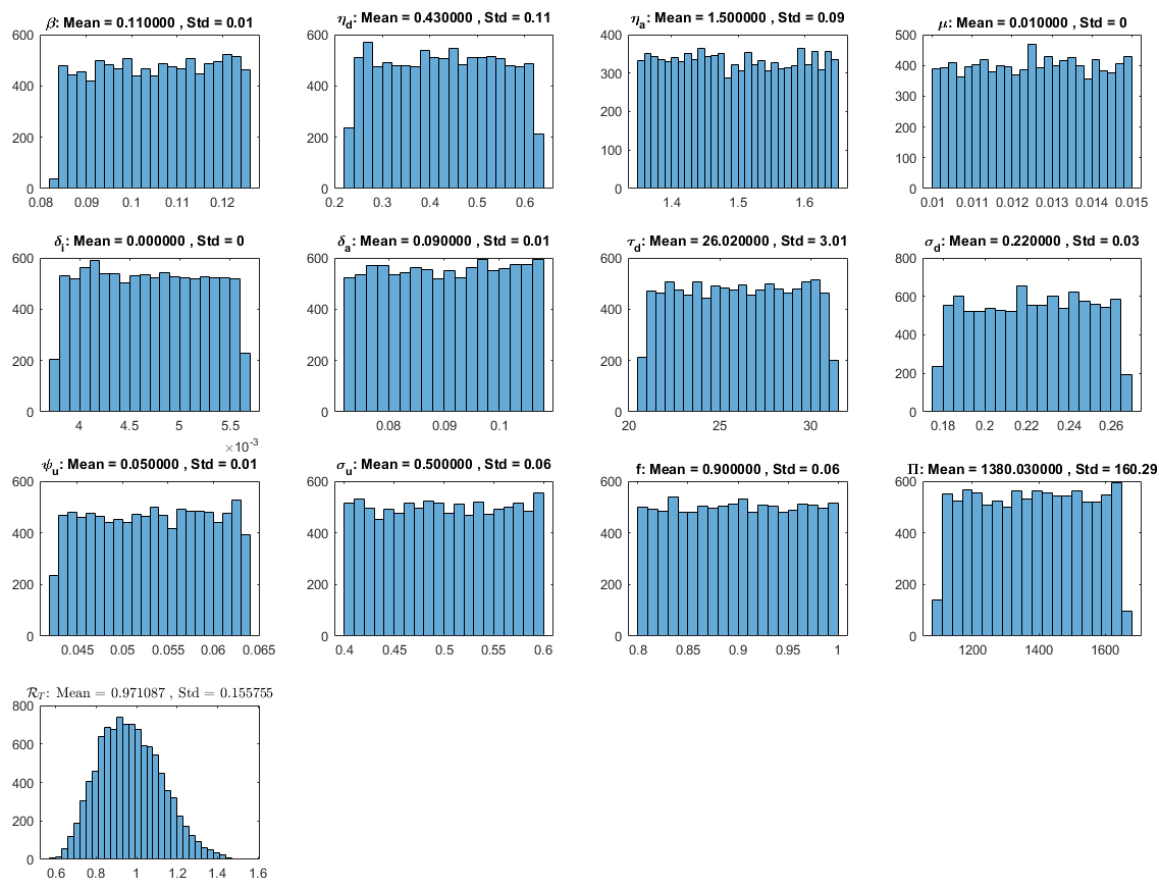 β: Mean = 0.110000 , Std = 0.01
600
400
200
0
0.08 0.09 0.1 0.11 0.12
η_d: Mean = 0.430000 , Std = 0.11
600
400
200
0
0.2 0.3 0.4 0.5 0.6
η_a: Mean = 1.500000 , Std = 0.09
400
300
200
100
0
1.4 1.5 1.6
μ: Mean = 0.010000 , Std = 0
500
400
300
200
100
0
0.01 0.011 0.012 0.013 0.014 0.015
δ_i: Mean = 0.000000 , Std = 0
600
400
200
0
4 4.5 5 5.5
×10⁻³
δ_a: Mean = 0.090000 , Std = 0.01
600
400
200
0
0.08 0.09 0.1
τ_d: Mean = 26.020000 , Std = 3.01
600
400
200
0
20 25 30
σ_d: Mean = 0.220000 , Std = 0.03
800
600
400
200
0
0.18 0.2 0.22 0.24 0.26
ψ_u: Mean = 0.050000 , Std = 0.01
600
400
200
0
0.045 0.05 0.055 0.06 0.065
σ_u: Mean = 0.500000 , Std = 0.06
600
400
200
0
0.4 0.45 0.5 0.55 0.6
f: Mean = 0.900000 , Std = 0.06
600
400
200
0
0.8 0.85 0.9 0.95 1
Π: Mean = 1380.030000 , Std = 160.29
600
400
200
0
1200 1400 1600
ℛ_T: Mean = 0.971087 , Std = 0.155755
800
600
400
200
0
0.6 0.8 1 1.2 1.4 1.6